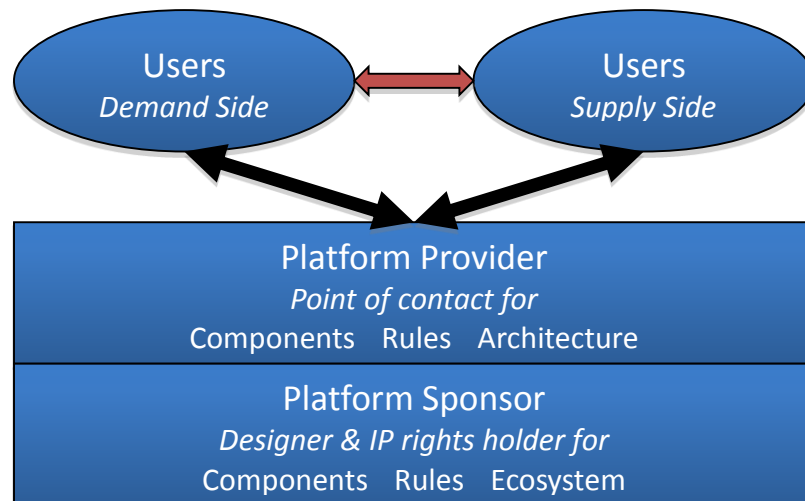 Users
Demand Side
Users
Supply Side
Platform Provider
Point of contact for
Components Rules Architecture
Platform Sponsor
Designer & IP rights holder for
Components Rules Ecosystem